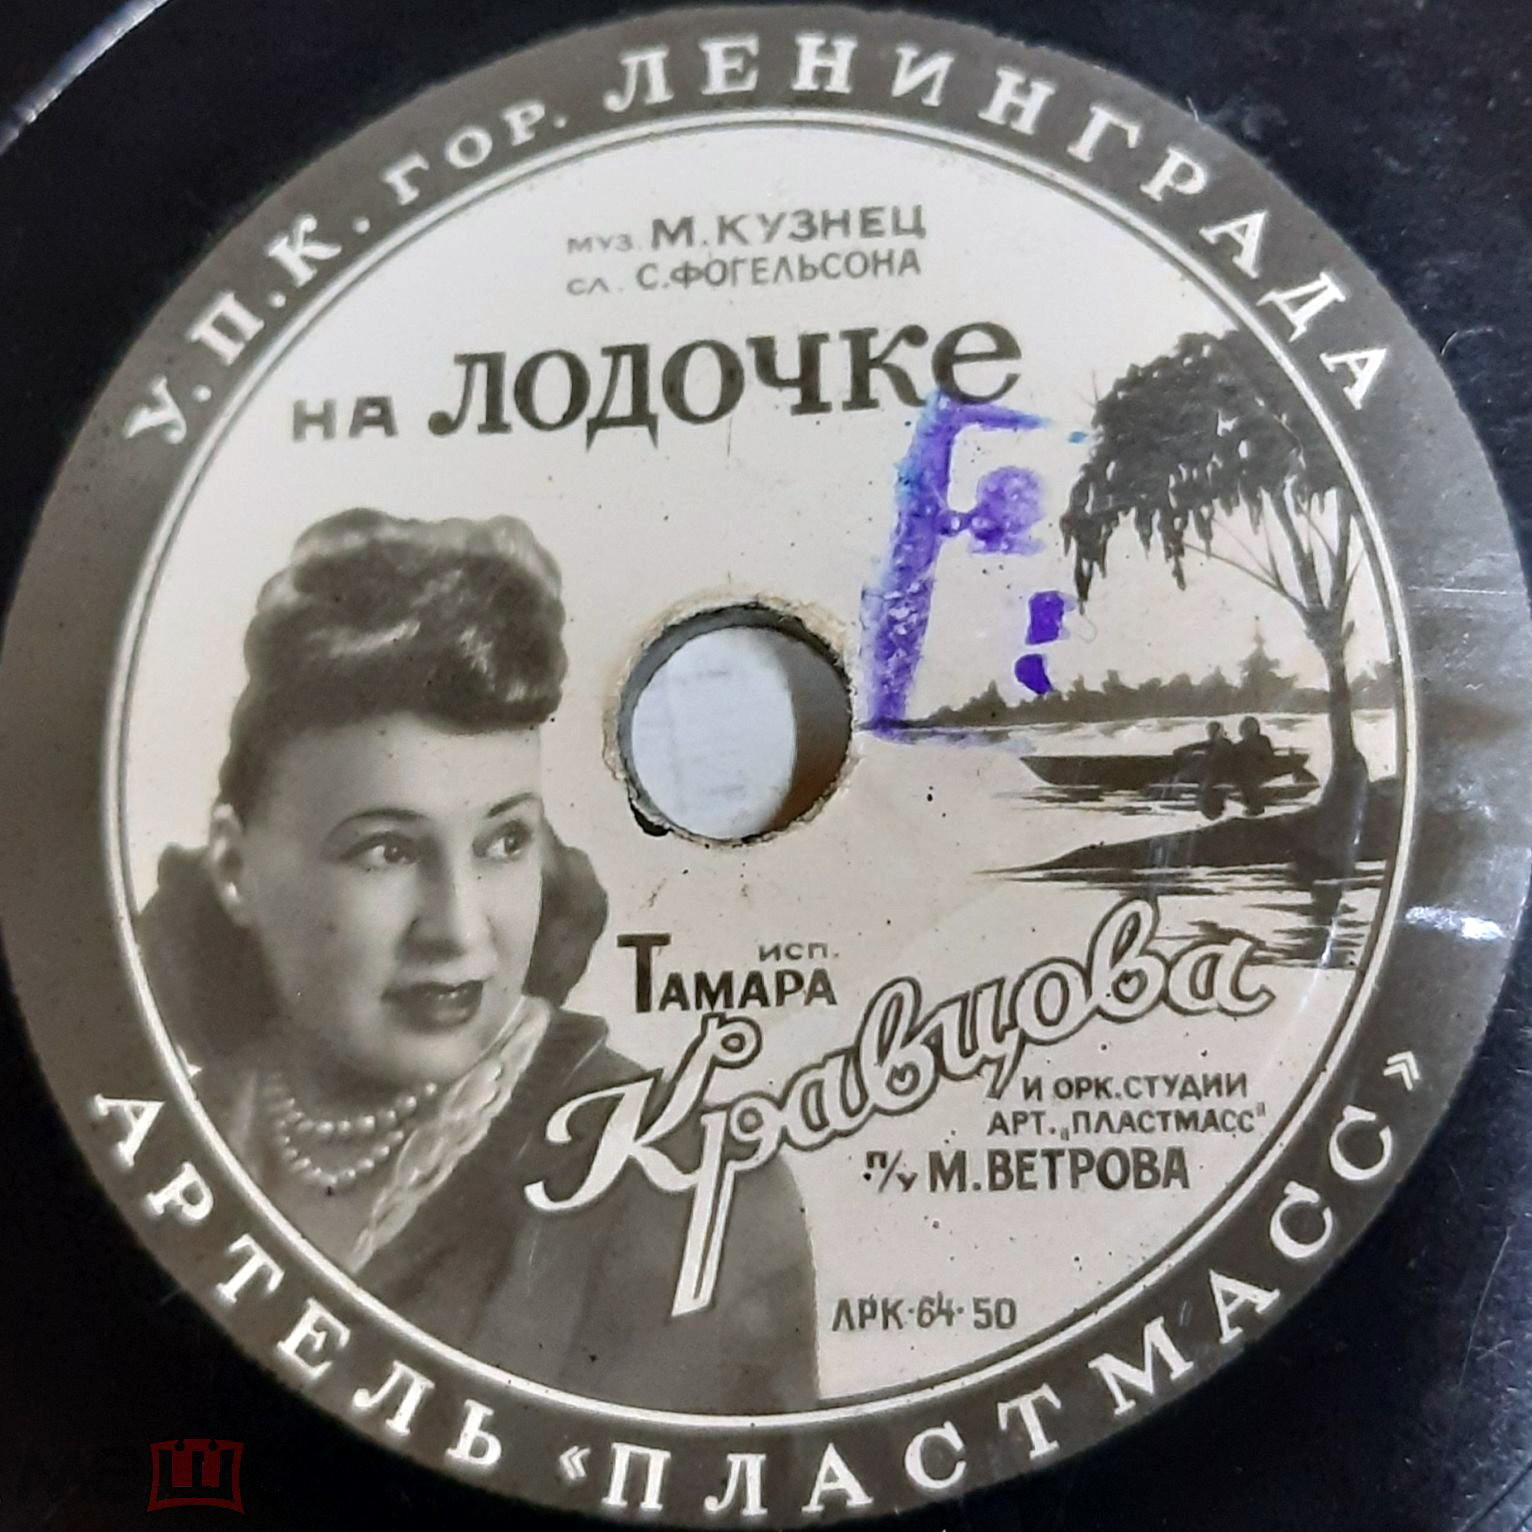 У.П.К. ГОР. ЛЕНИНГРАДА
МУЗ. М.КУЗНЕЦ
СЛ. С.ФОГЕЛЬСОНА
НА ЛОДОЧКЕ
ИСП.
ТАМАРА
Кравцова
И ОРК.СТУДИИ
АРТ. „ПЛАСТМАСС"
П/У М.ВЕТРОВА
ЛРК·64·50
АРТЕЛЬ «ПЛАСТМАСС»